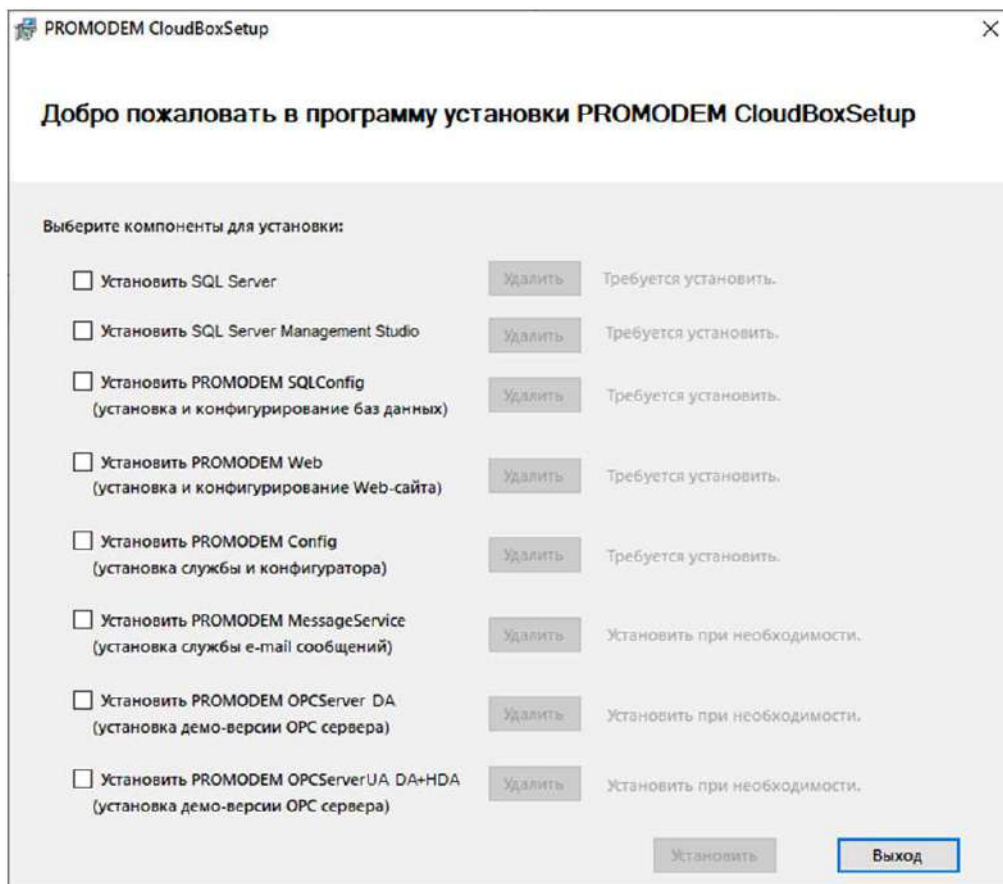 PROMODEM CloudBoxSetup
Добро пожаловать в программу установки PROMODEM CloudBoxSetup
Выберите компоненты для установки:
Установить SQL Server Удалить Требуется установить.
Установить SQL Server Management Studio Удалить Требуется установить.
Установить PROMODEM SQLConfig
(установка и конфигурирование баз данных) Удалить Требуется установить.
Установить PROMODEM Web
(установка и конфигурирование Web-сайта) Удалить Требуется установить.
Установить PROMODEM Config
(установка службы и конфигуратора) Удалить Требуется установить.
Установить PROMODEM MessageService
(установка службы e-mail сообщений) Удалить Установить при необходимости.
Установить PROMODEM OPCServer DA
(установка демо-версии OPC сервера) Удалить Установить при необходимости.
Установить PROMODEM OPCServerUA DA+HDA
(установка демо-версии OPC сервера) Удалить Установить при необходимости.
Установить Выход